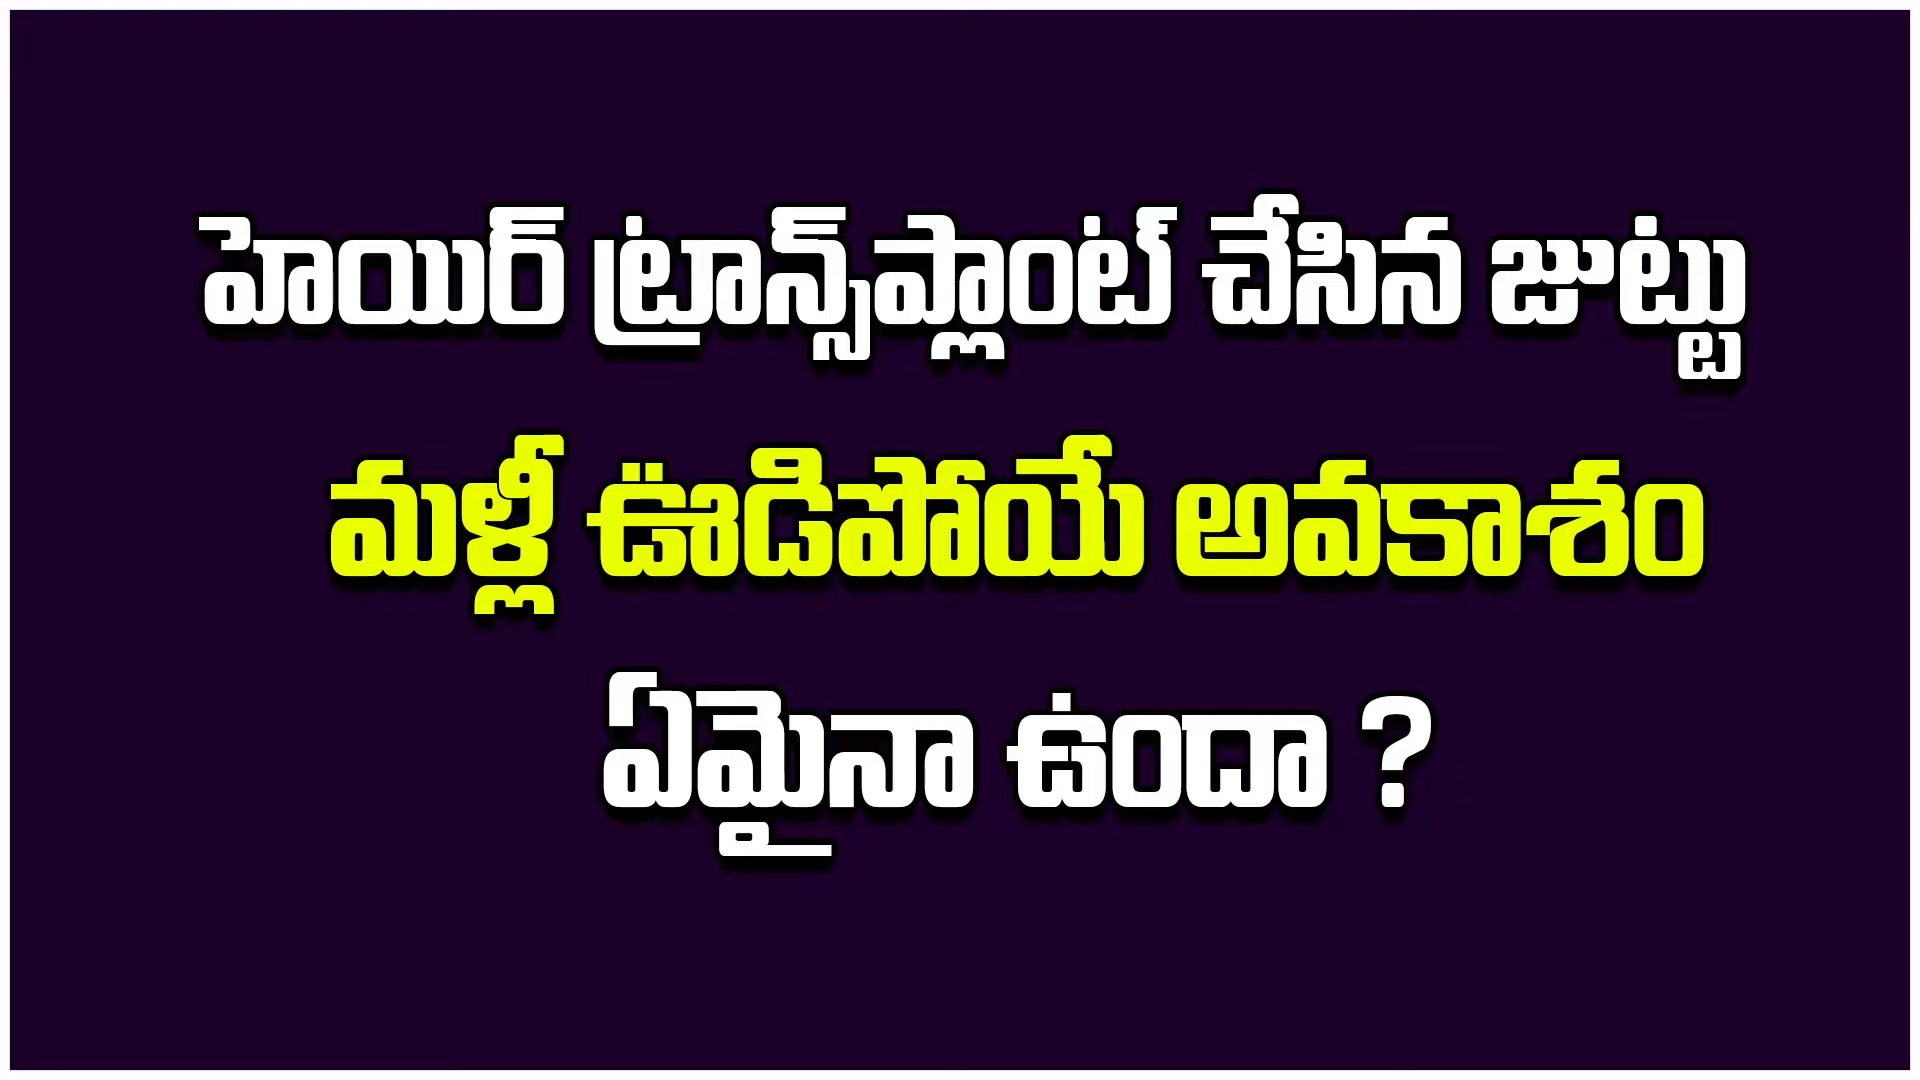 హెయిర్ ట్రాన్స్‌ప్లాంట్ చేసిన జుట్టు
మళ్లీ ఊడిపోయే అవకాశం
ఏమైనా ఉందా ?